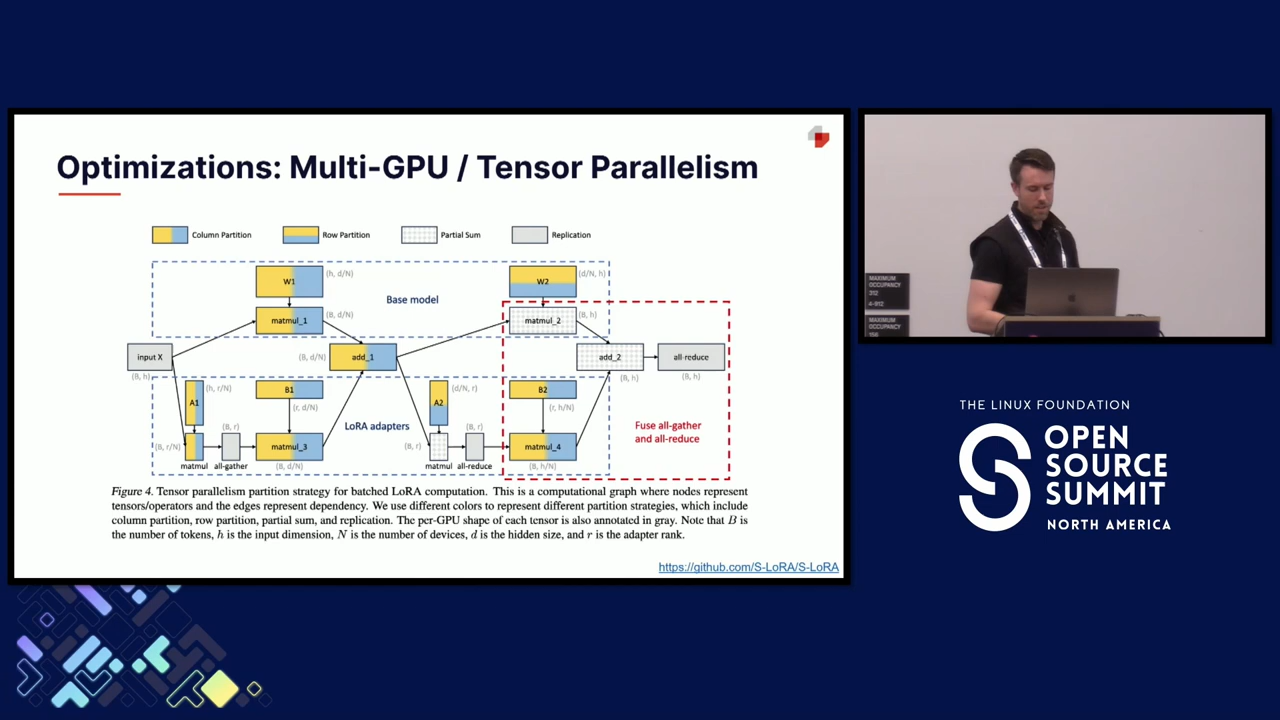 Optimizations: Multi-GPU / Tensor Parallelism
Column Partition
Row Partition
Partial Sum
Replication
W1
(h, d/N)
W2
(d/N, h)
Base model
matmul_1
(B, d/N)
matmul_2
(B, h)
input X
(B, h)
(B, d/N)
add_1
add_2
(B, h)
all-reduce
(B, h)
A1
(h, r/N)
B1
(r, d/N)
A2
(d/N, r)
B2
(r, h/N)
LoRA adapters
Fuse all-gather
and all-reduce
(B, r/N)
matmul
(B, r)
all-gather
matmul_3
(B, d/N)
(B, r)
matmul
(B, r)
all-reduce
matmul_4
(B, h/N)
Figure 4. Tensor parallelism partition strategy for batched LoRA computation. This is a computational graph where nodes represent
tensors/operators and the edges represent dependency. We use different colors to represent different partition strategies, which include
column partition, row partition, partial sum, and replication. The per-GPU shape of each tensor is also annotated in gray. Note that B is
the number of tokens, h is the input dimension, N is the number of devices, d is the hidden size, and r is the adapter rank.
https://github.com/S-LoRA/S-LoRA
MAXIMUM
OCCUPANCY
312
MAXIMUM
OCCUPANCY
156
THE LINUX FOUNDATION
OPEN
SOURCE
SUMMIT
NORTH AMERICA